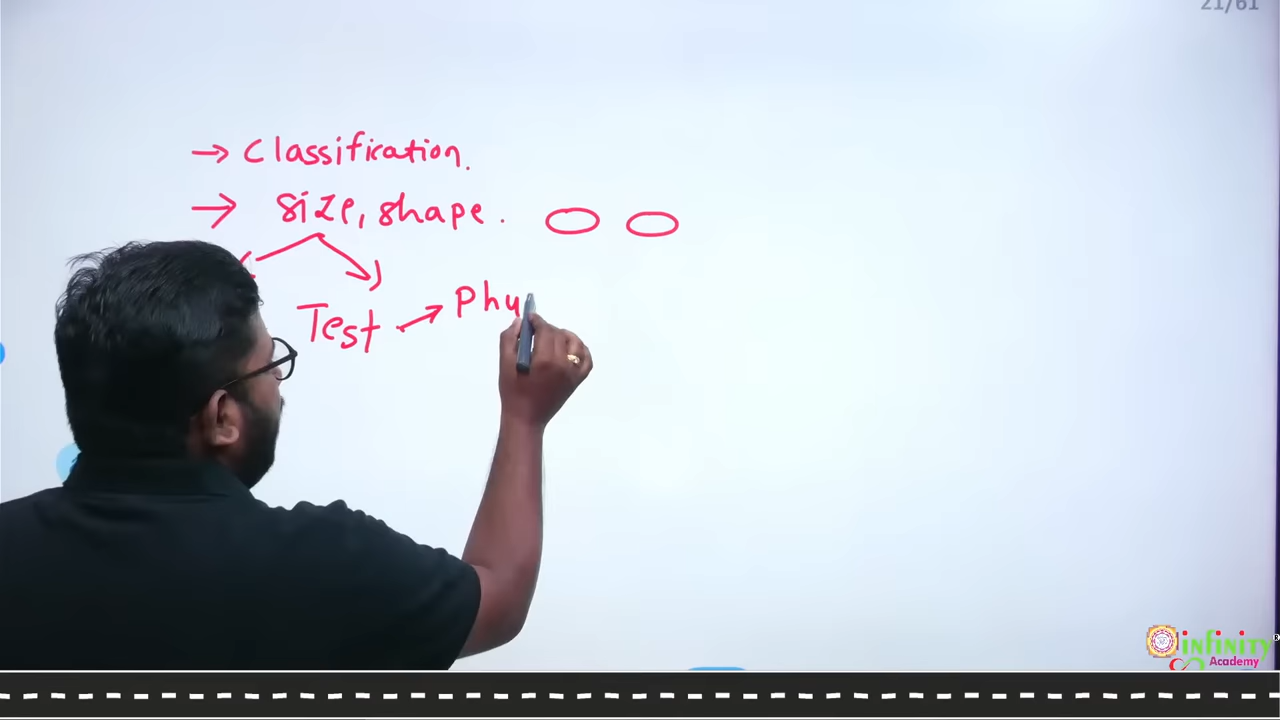 21/61
→ Classification.
→ size, shape.
Test → Phy
infinity
Academy